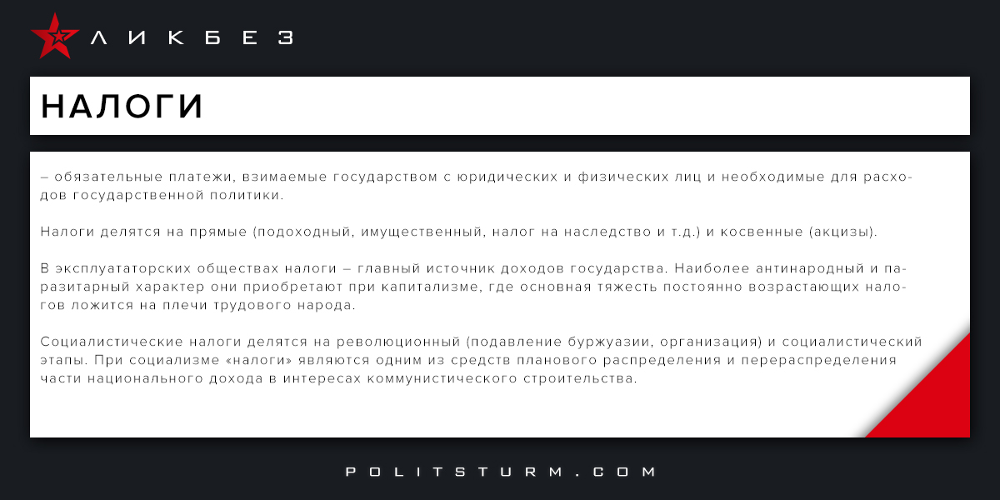 ЛИКБЕЗ
НАЛОГИ
– обязательные платежи, взимаемые государством с юридических и физических лиц и необходимые для расхо-
дов государственной политики.
Налоги делятся на прямые (подоходный, имущественный, налог на наследство и т.д.) и косвенные (акцизы).
В эксплуататорских обществах налоги – главный источник доходов государства. Наиболее антинародный и па-
разитарный характер они приобретают при капитализме, где основная тяжесть постоянно возрастающих нало-
гов ложится на плечи трудового народа.
Социалистические налоги делятся на революционный (подавление буржуазии, организация) и социалистический
этапы. При социализме «налоги» являются одним из средств планового распределения и перераспределения
части национального дохода в интересах коммунистического строительства.
POLITSTURM.COM